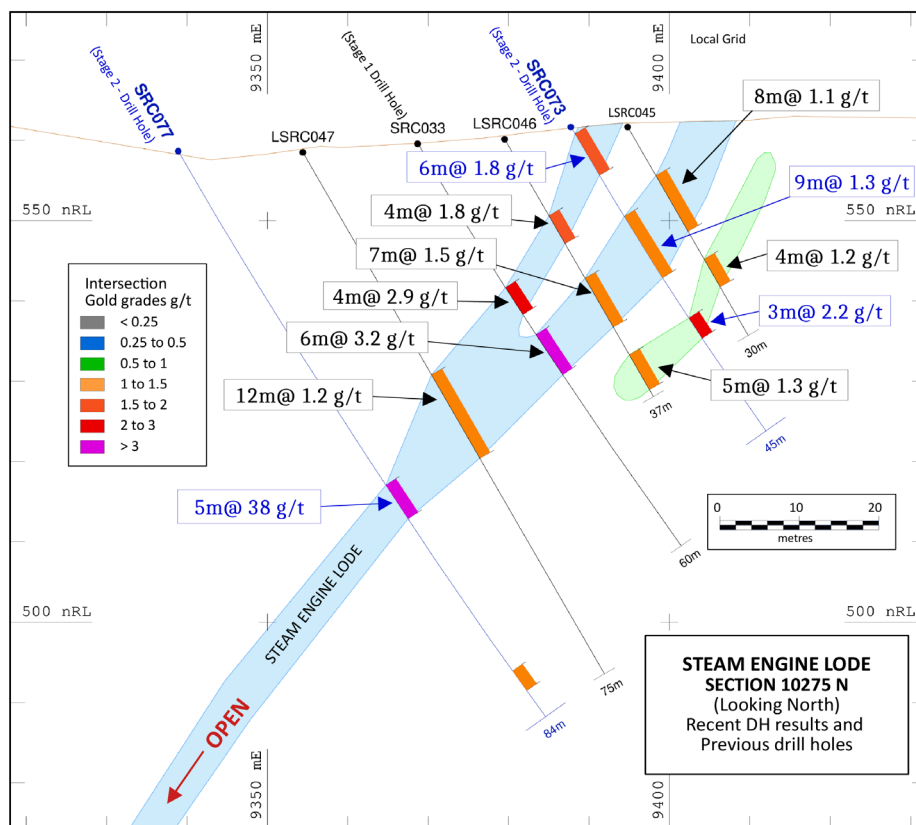 9350 mE
9400 mE
Local Grid
SRC077
(Stage 2 - Drill Hole)
LSRC047
SRC033
(Stage 1 Drill Hole)
LSRC046
SRC073
(Stage 2 - Drill Hole)
LSRC045
8m@ 1.1 g/t
6m@ 1.8 g/t
9m@ 1.3 g/t
550 nRL
550 nRL
4m@ 1.8 g/t
7m@ 1.5 g/t
4m@ 1.2 g/t
4m@ 2.9 g/t
3m@ 2.2 g/t
6m@ 3.2 g/t
30m
12m@ 1.2 g/t
5m@ 1.3 g/t
37m
45m
Intersection
Gold grades g/t
< 0.25
0.25 to 0.5
0.5 to 1
1 to 1.5
1.5 to 2
2 to 3
> 3
5m@ 38 g/t
0 10 20
metres
60m
STEAM ENGINE LODE
500 nRL
500 nRL
75m
84m
OPEN
STEAM ENGINE LODE
SECTION 10275 N
(Looking North)
Recent DH results and
Previous drill holes
9350 mE
9400 mE